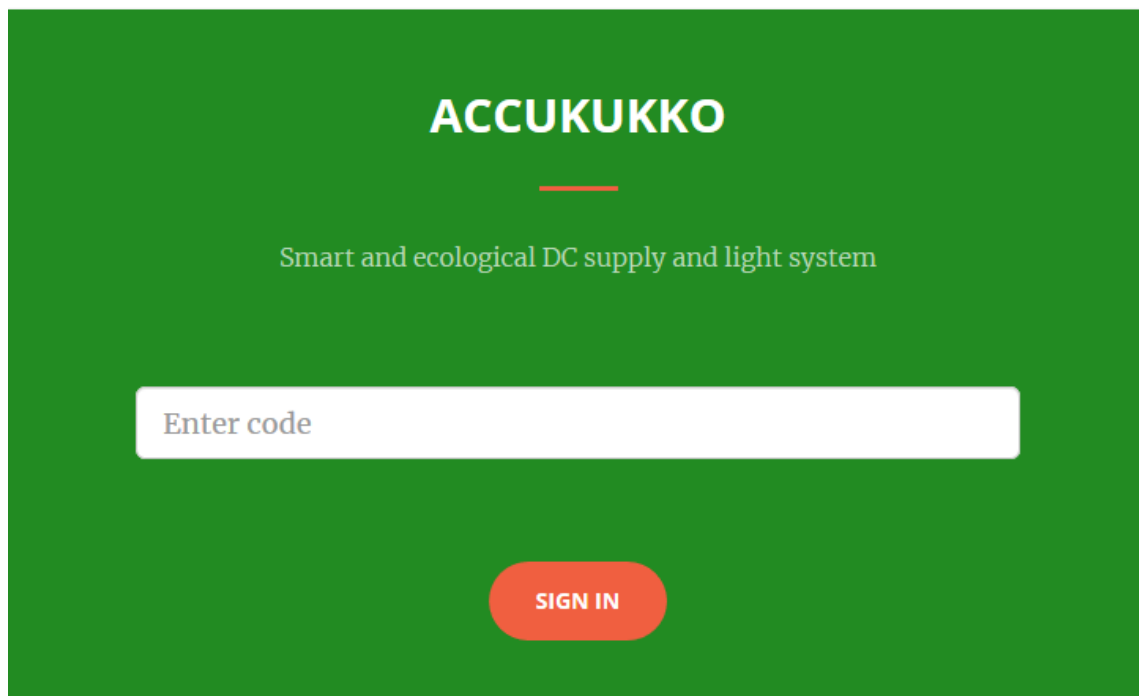 ACCUKUKKO
Smart and ecological DC supply and light system
Enter code
SIGN IN